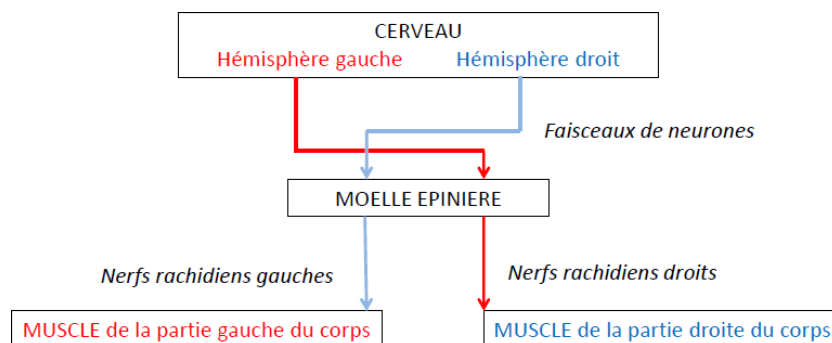 CERVEAU
Hémisphère gauche Hémisphère droit
Faisceaux de neurones
MOELLE EPINIERE
Nerfs rachidiens gauches Nerfs rachidiens droits
MUSCLE de la partie gauche du corps MUSCLE de la partie droite du corps